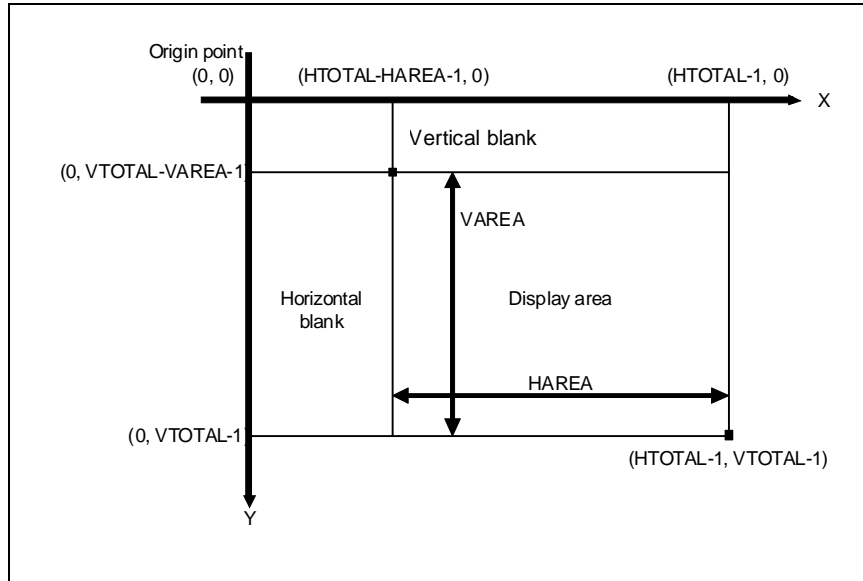 Origin point
(0, 0)
(HTOTAL-HAREA-1, 0)
(HTOTAL-1, 0)
X
Vertical blank
(0, VTOTAL-VAREA-1)
VAREA
Horizontal
blank
Display area
HAREA
(0, VTOTAL-1)
(HTOTAL-1, VTOTAL-1)
Y